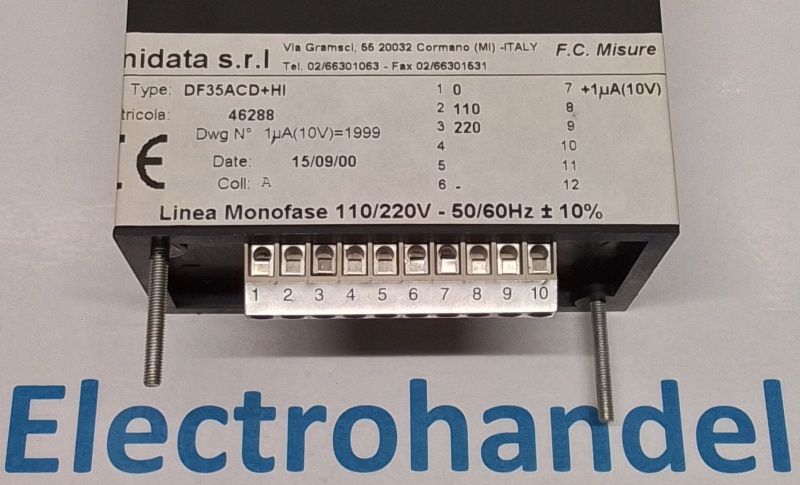 nidata s.r.l Via Gramsci, 56 20032 Cormano (MI) -ITALY F.C. Misure
Tel. 02/66301063 - Fax 02/66301631
Type: DF35ACD+HI 1 0 7 +1µA(10V)
tricola: 46288 2 110 8
Dwg N° 1µA(10V)=1999 3 220 9
4 10
Date: 15/09/00 5 11
Coll: A 6 - 12
CE
Linea Monofase 110/220V - 50/60Hz ± 10%
1 2 3 4 5 6 7 8 9 10
Electrohandel